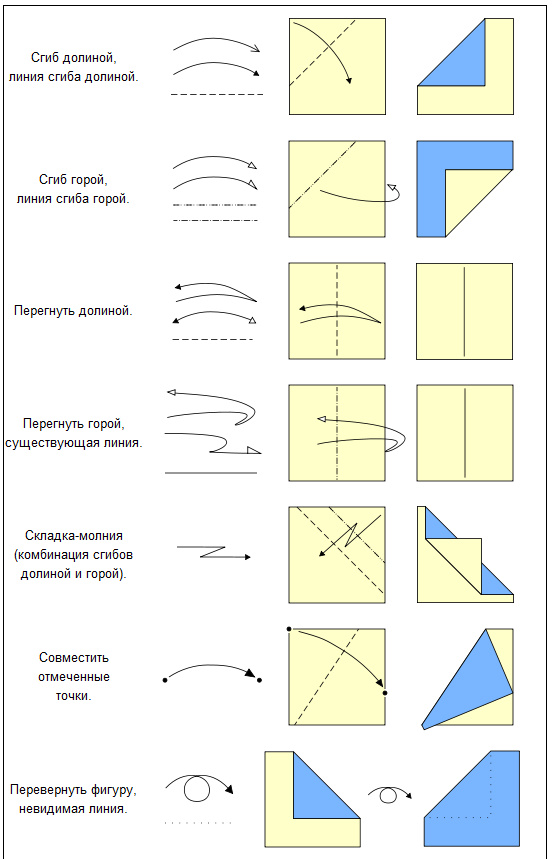 Сгиб долиной,
линия сгиба долиной.
Сгиб горой,
линия сгиба горой.
Перегнуть долиной.
Перегнуть горой,
существующая линия.
Складка-молния
(комбинация сгибов
долиной и горой).
Совместить
отмеченные
точки.
Перевернуть фигуру,
невидимая линия.